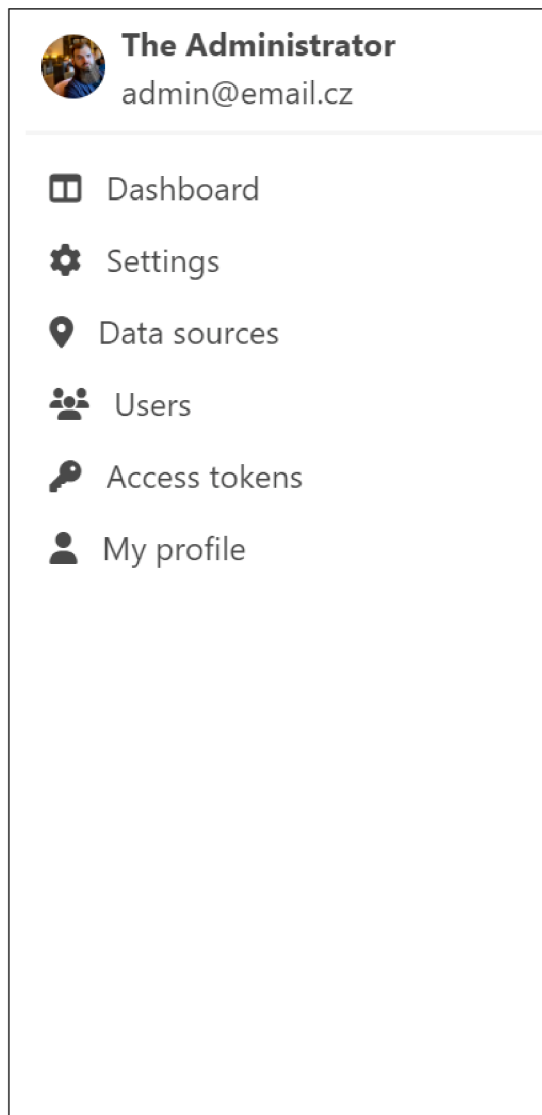 The Administrator
admin@email.cz
Dashboard
Settings
Data sources
Users
Access tokens
My profile